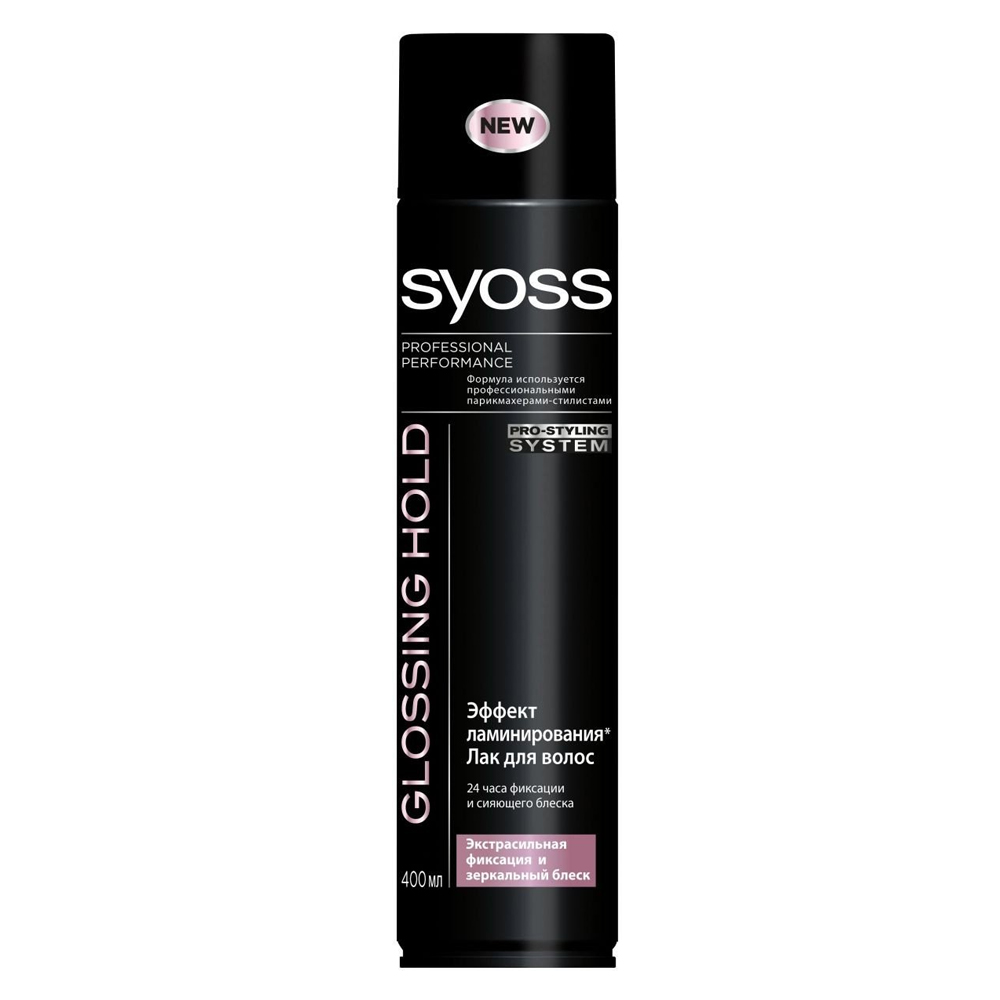 NEW
syoss
PROFESSIONAL
PERFORMANCE
Формула используется
профессиональными
парикмахерами-стилистами
PRO-STYLING
SYSTEM
GLOSSING HOLD
Эффект
ламинирования*
Лак для волос
24 часа фиксации
и сияющего блеска
Экстрасильная
фиксация и
зеркальный блеск
400 мл